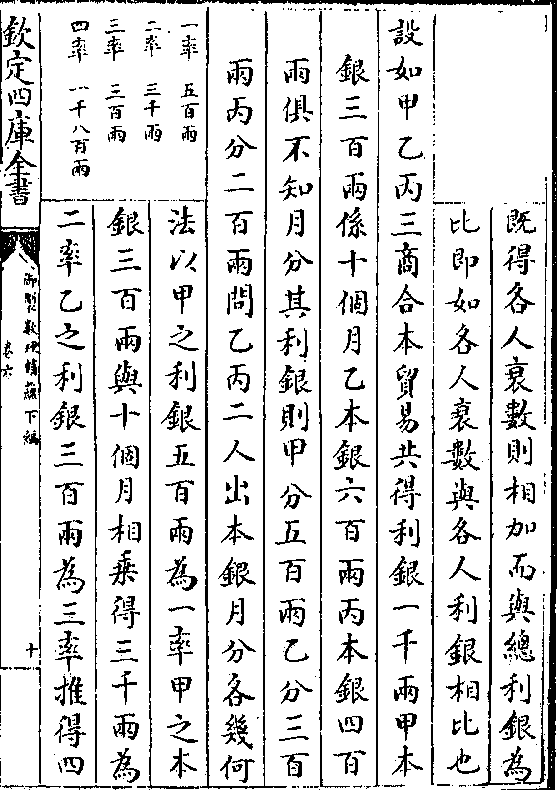 既得各人衰數則相加而與總利銀為
比即如各人衰數與各人利銀相比也
設如甲乙丙三商合本貿易共得利銀一千兩甲本
銀三百兩係十個月乙本銀六百兩丙本銀四百
兩俱不知月分其利銀則甲分五百兩乙分三百
兩丙分二百兩問乙丙二人出本銀月分各幾何
法以甲之利銀五百兩為一率甲之本
銀三百兩與十個月相乗得三千兩為
二率乙之利銀三百兩為三率推得四
一率 五百兩
二率 三千兩
三率 三百兩
四率 一千八百兩
欽定四庫全書
御製數理精蘊下編
卷六
十